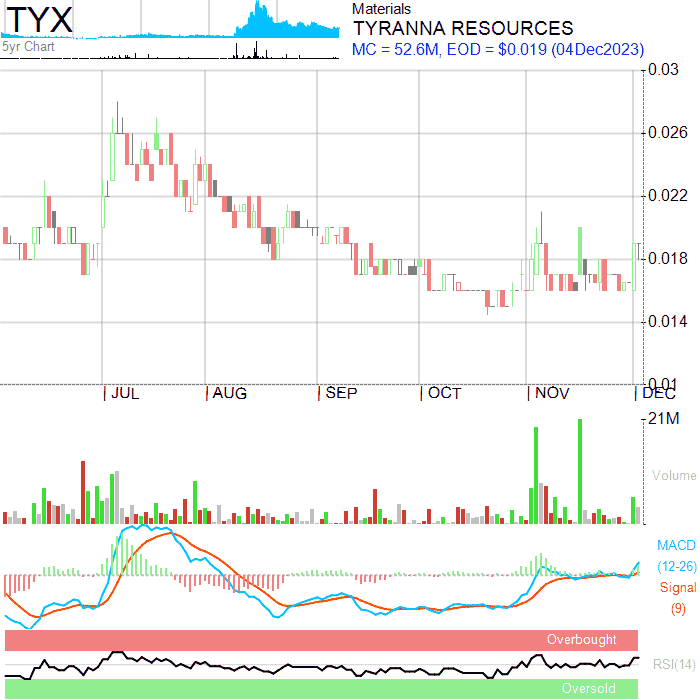 TYX
5yr Chart
Materials
TYRANNA RESOURCES
MC = 52.6M, EOD = $0.019 (04Dec2023)
0.03
0.026
0.022
0.018
0.014
0.01
JUL AUG SEP OCT NOV DEC
21M
Volume
MACD
(12-26)
Signal
(9)
Overbought
RSI(14)
Oversold